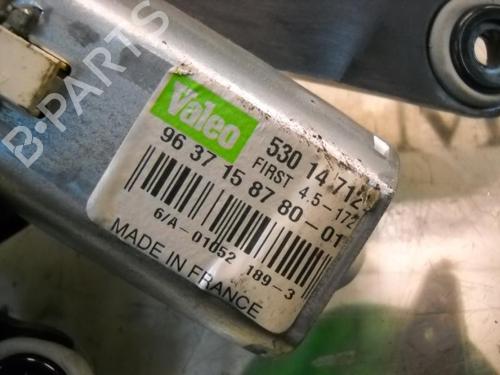 B-PARTS
Valeo
530 14 712
FIRST 4.5-172
96 37 15 87 80-01
6/A-01052 189-3
MADE IN FRANCE